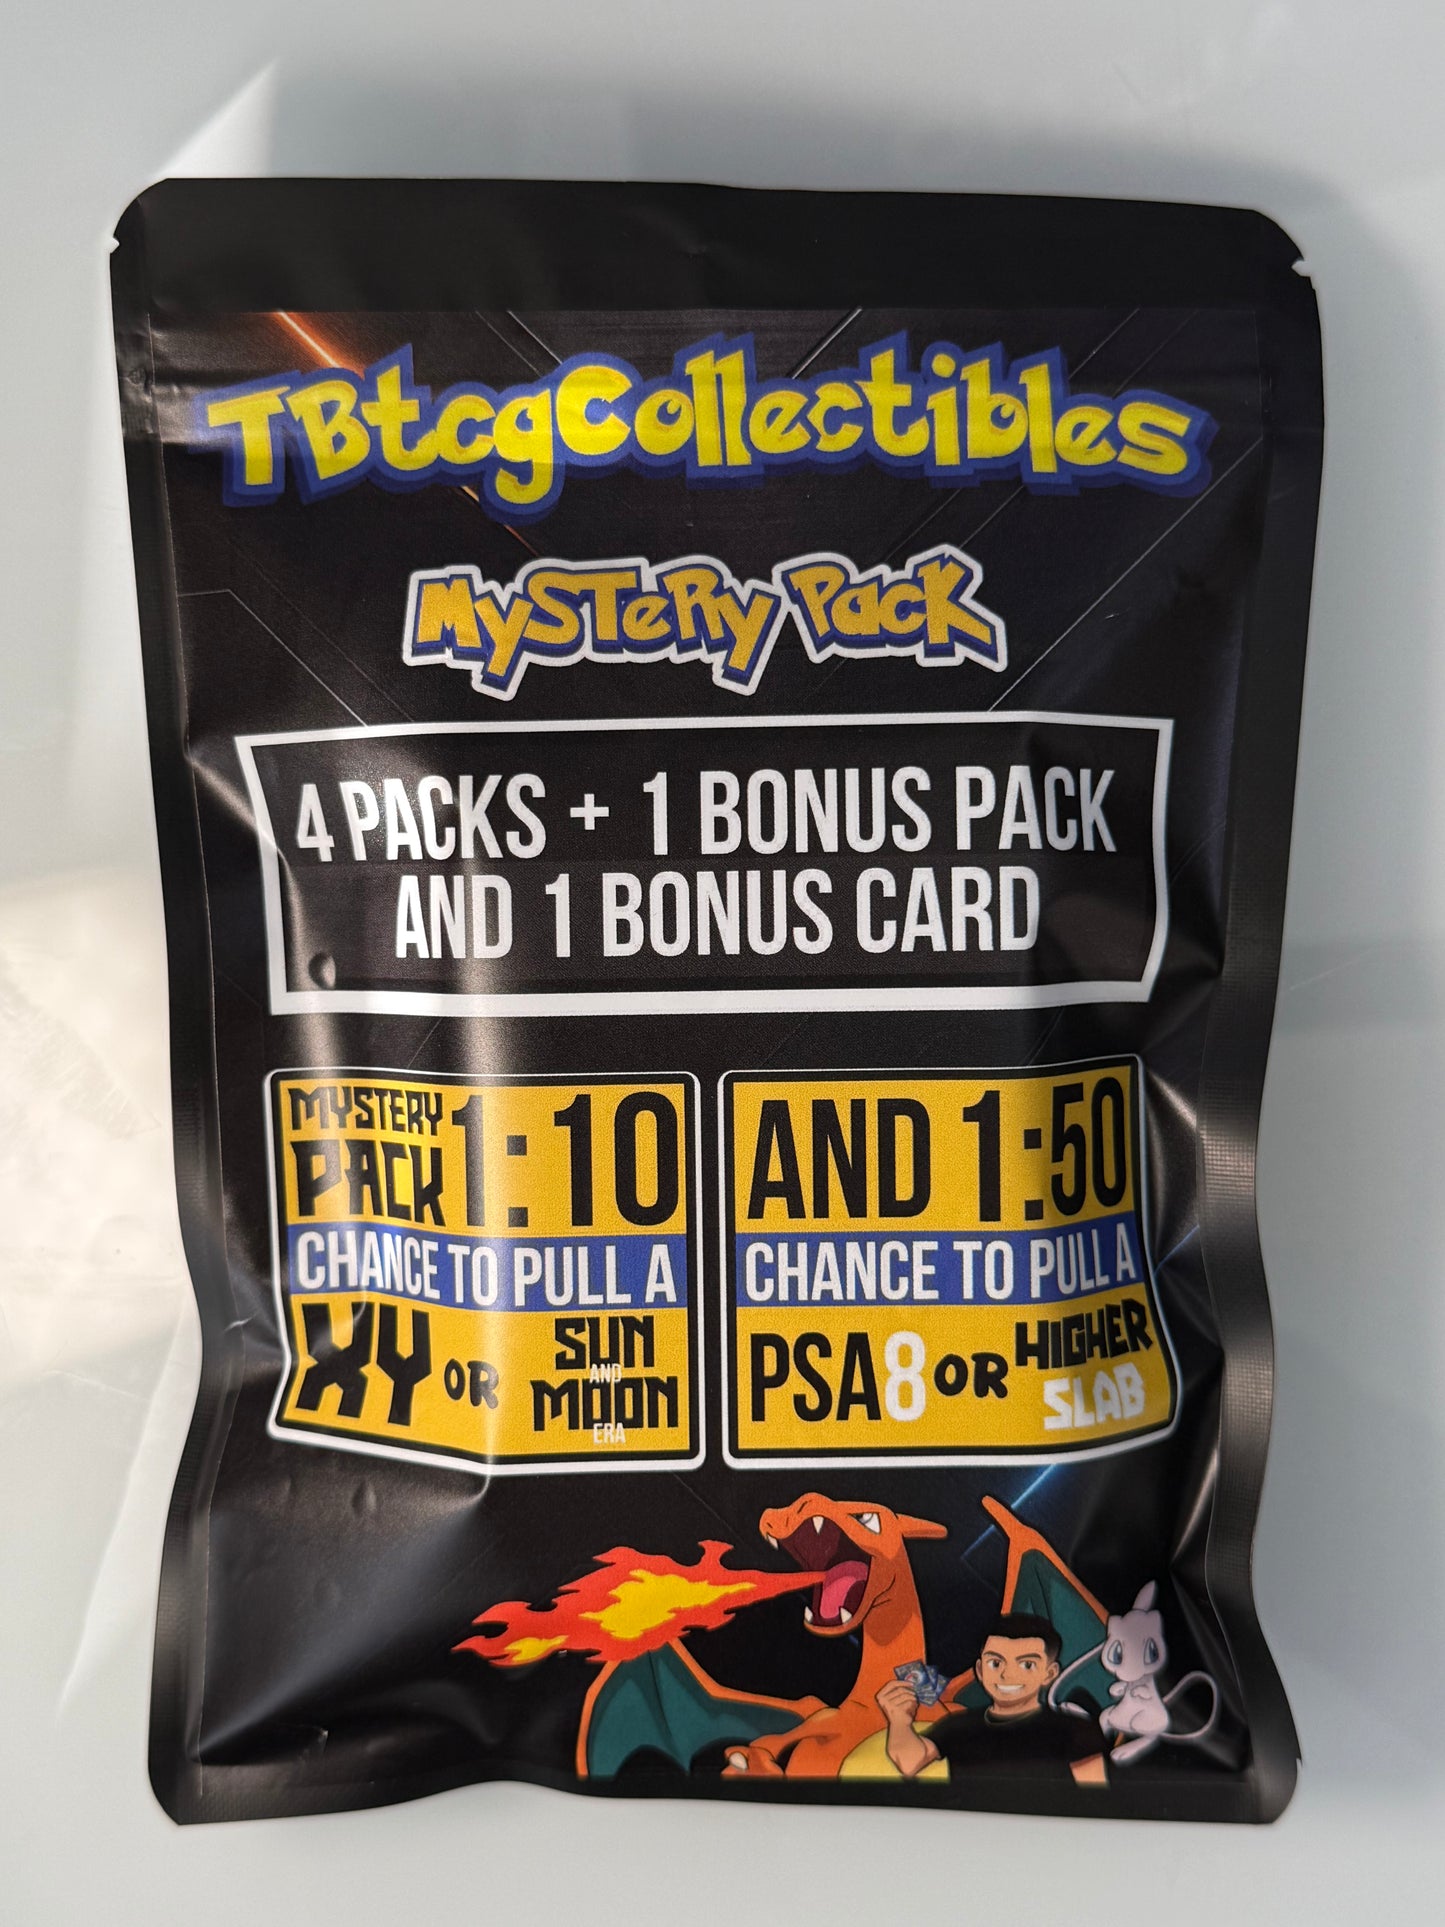 TBtcgCollectibles
Mystery Pack
4 PACKS + 1 BONUS PACK
AND 1 BONUS CARD
MYSTERY PACK 1:10
CHANCE TO PULL A
XY OR SUN AND MOON ERA
AND 1:50
CHANCE TO PULL A
PSA 8 OR HIGHER SLAB